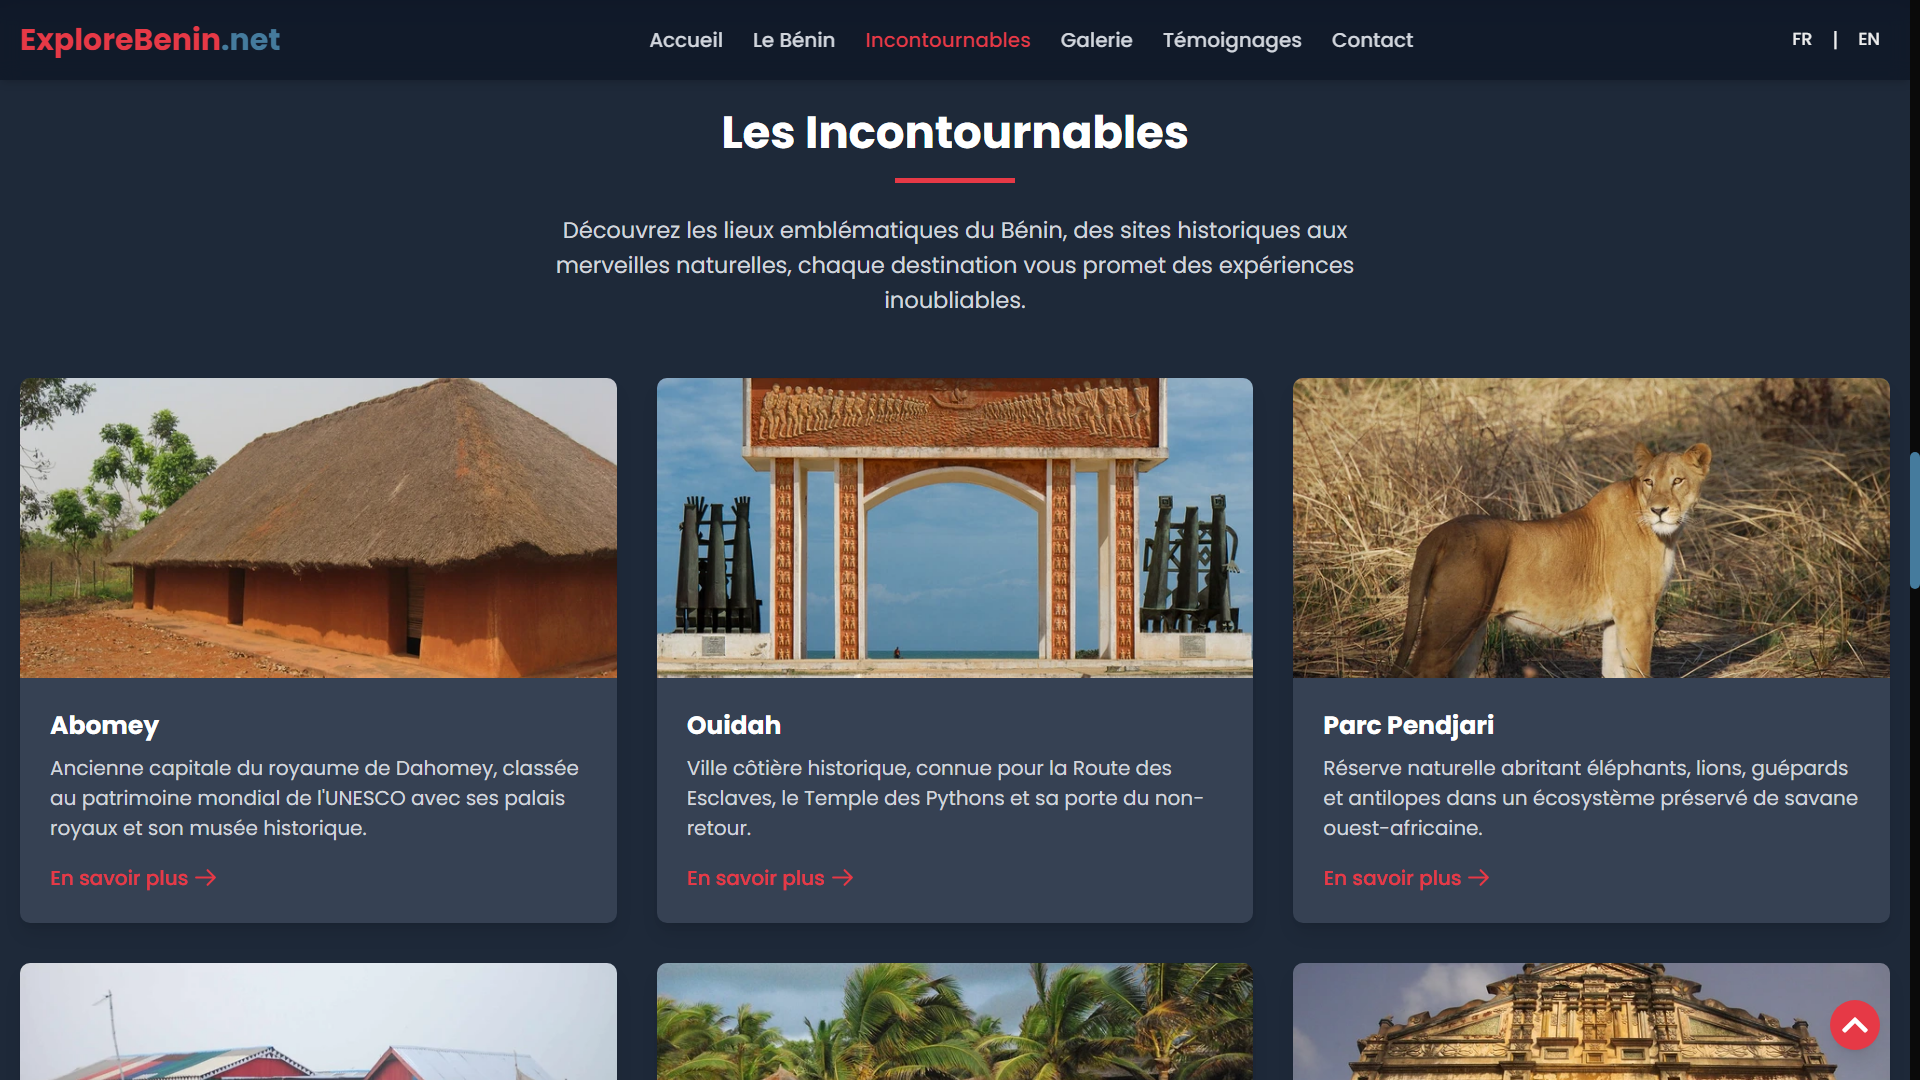 ExploreBenin.net
Accueil
Le Bénin
Incontournables
Galerie
Témoignages
Contact
FR | EN
Les Incontournables
Découvrez les lieux emblématiques du Bénin, des sites historiques aux
merveilles naturelles, chaque destination vous promet des expériences
inoubliables.
Abomey
Ancienne capitale du royaume de Dahomey, classée
au patrimoine mondial de l'UNESCO avec ses palais
royaux et son musée historique.
En savoir plus →
Ouidah
Ville côtière historique, connue pour la Route des
Esclaves, le Temple des Pythons et sa porte du non-
retour.
En savoir plus →
Parc Pendjari
Réserve naturelle abritant éléphants, lions, guépards
et antilopes dans un écosystème préservé de savane
ouest-africaine.
En savoir plus →